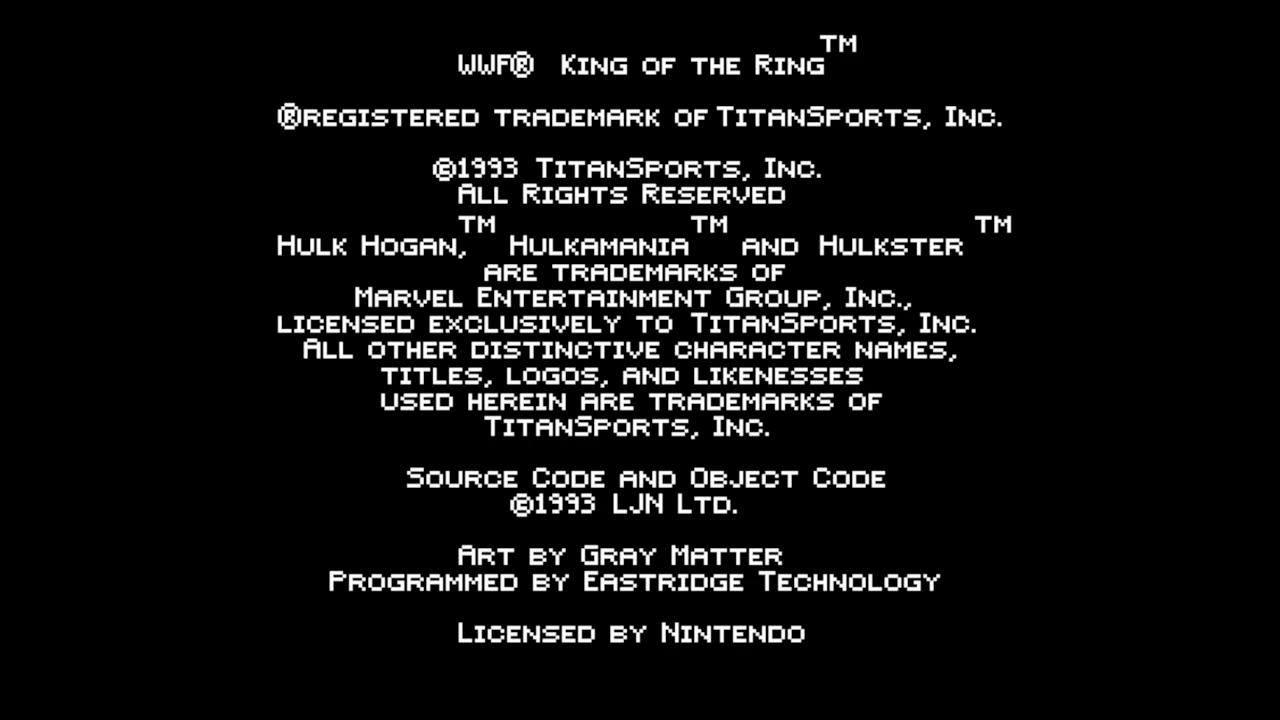 WWF® King of the Ring™
®registered trademark of TitanSports, Inc.
©1993 TitanSports, Inc.
All Rights Reserved
Hulk Hogan,™ Hulkamania™ and Hulkster™
are trademarks of
Marvel Entertainment Group, Inc.,
licensed exclusively to TitanSports, Inc.
All other distinctive character names,
titles, logos, and likenesses
used herein are trademarks of
TitanSports, Inc.
Source Code and Object Code
©1993 LJN Ltd.
Art by Gray Matter
Programmed by Eastridge Technology
Licensed by Nintendo